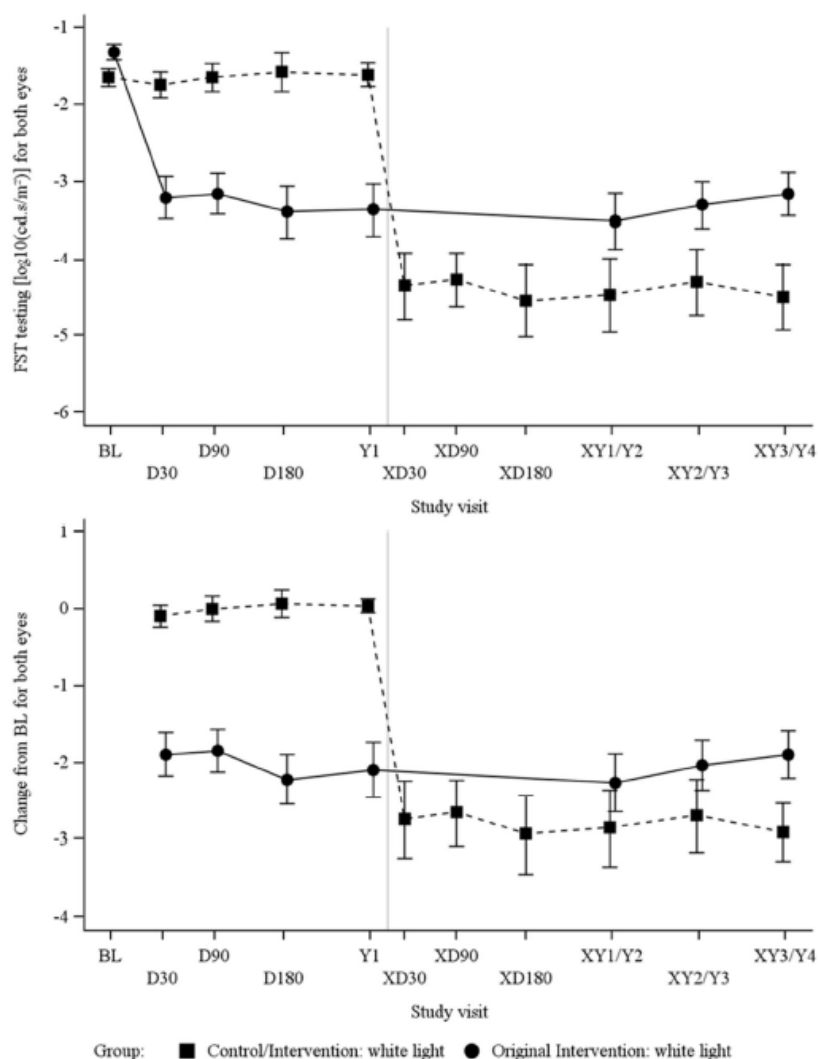 FST testing [log10(cd.s/m²)] for both eyes
-1
-2
-3
-4
-5
-6
BL D90 Y1 XD90 XY1/Y2 XY3/Y4
D30 D180 XD30 XD180 XY2/Y3
Study visit
Change from BL for both eyes
1
0
-1
-2
-3
-4
BL D90 Y1 XD90 XY1/Y2 XY3/Y4
D30 D180 XD30 XD180 XY2/Y3
Study visit
Group: Control/Intervention: white light Original Intervention: white light